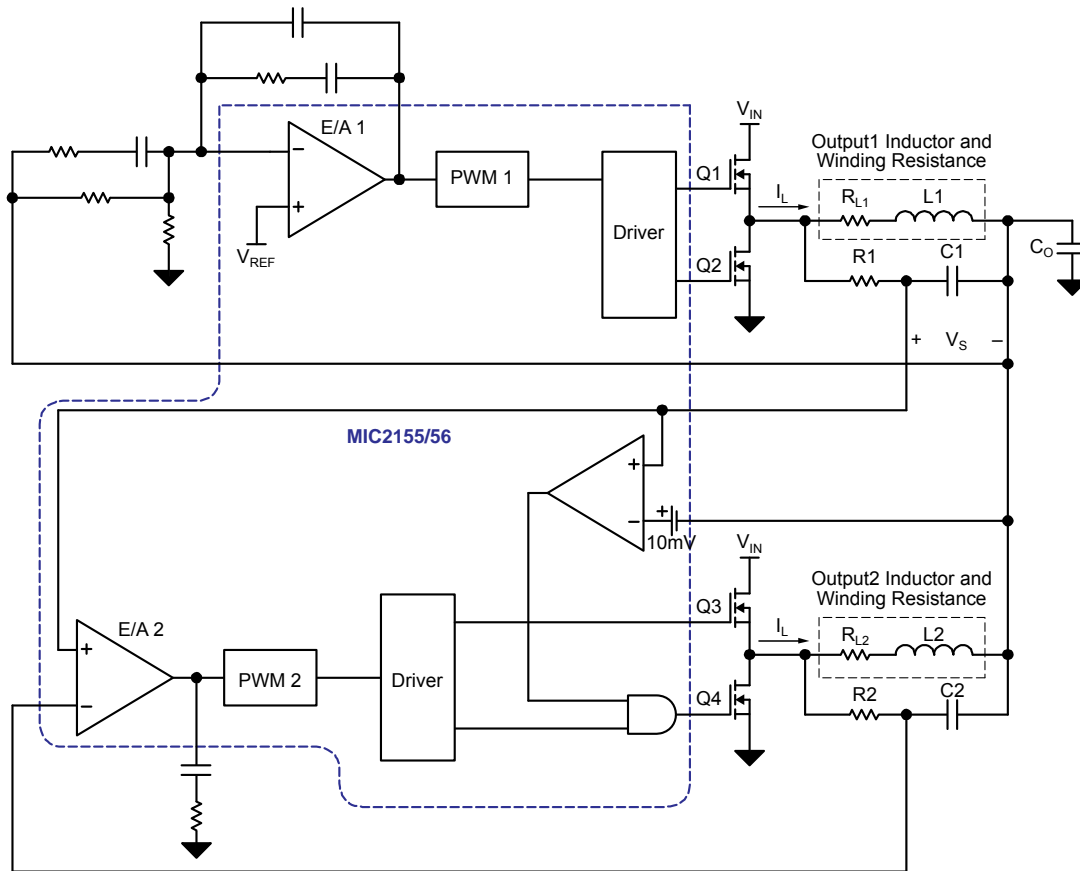 E/A 1
V_REF
PWM 1
Driver
V_IN
Q1
Q2
I_L
Output1 Inductor and
Winding Resistance
R_L1
L1
R1
C1
C_O
+
V_S
–
MIC2155/56
+
–
+
10mV
V_IN
Q3
Q4
I_L
Output2 Inductor and
Winding Resistance
R_L2
L2
R2
C2
E/A 2
+
–
PWM 2
Driver
–
+